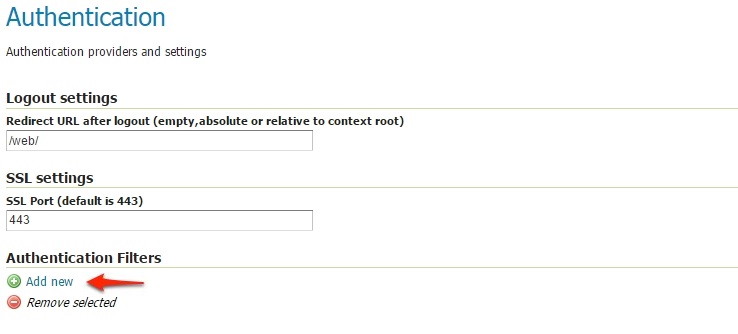 Authentication
Authentication providers and settings
Logout settings
Redirect URL after logout (empty,absolute or relative to context root)
/web/
SSL settings
SSL Port (default is 443)
443
Authentication Filters
Add new
Remove selected